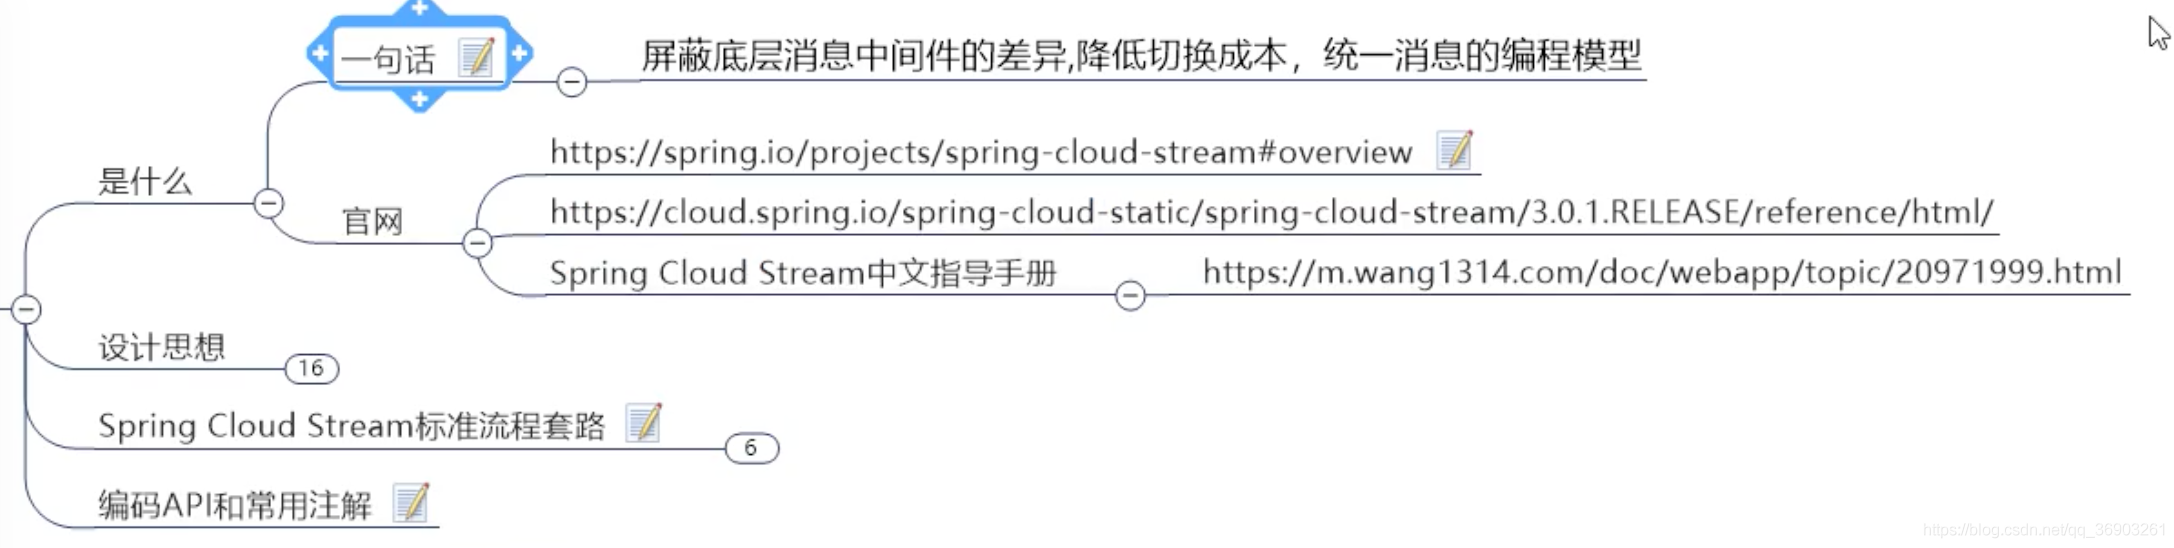 一句话
屏蔽底层消息中间件的差异,降低切换成本，统一消息的编程模型
是什么
官网
https://spring.io/projects/spring-cloud-stream#overview
https://cloud.spring.io/spring-cloud-static/spring-cloud-stream/3.0.1.RELEASE/reference/html/
Spring Cloud Stream中文指导手册
https://m.wang1314.com/doc/webapp/topic/20971999.html
设计思想
16
Spring Cloud Stream标准流程套路
6
编码API和常用注解
https://blog.csdn.net/qq_36903261